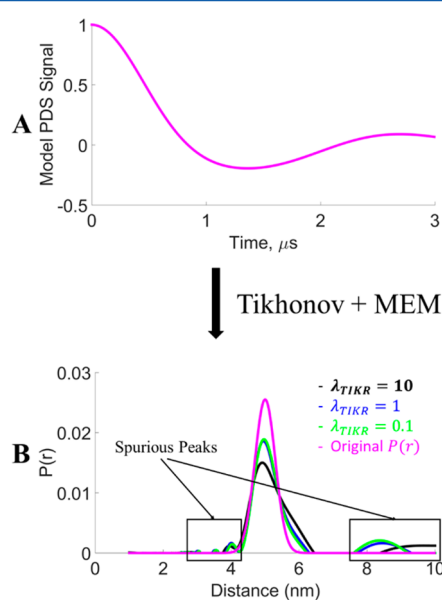 A
Model PDS Signal
1
0.5
0
-0.5
0
1
2
3
Time, μs
Tikhonov + MEM
B
P(r)
0.03
0.02
0.01
0
- λTIKR = 10
- λTIKR = 1
- λTIKR = 0.1
- Original P(r)
Spurious Peaks
0
2
4
6
8
10
Distance (nm)